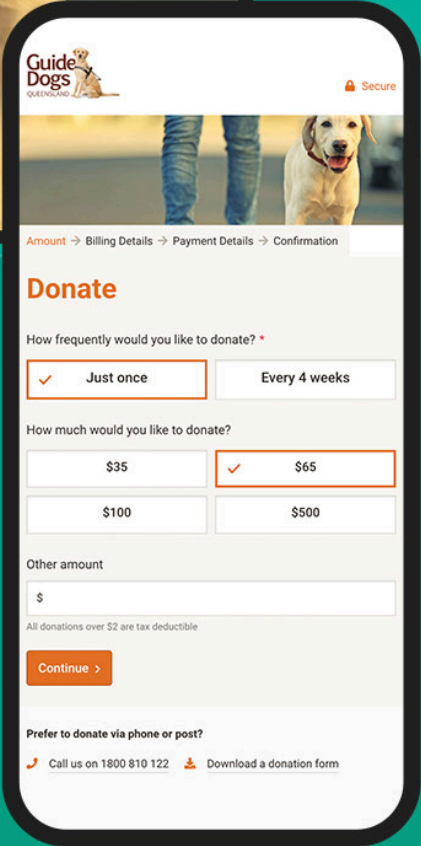 Guide
Dogs
QUEENSLAND
Secure
Amount → Billing Details → Payment Details → Confirmation
Donate
How frequently would you like to donate? *
Just once
Every 4 weeks
How much would you like to donate?
$35
$65
$100
$500
Other amount
$
All donations over $2 are tax deductible
Continue >
Prefer to donate via phone or post?
Call us on 1800 810 122
Download a donation form